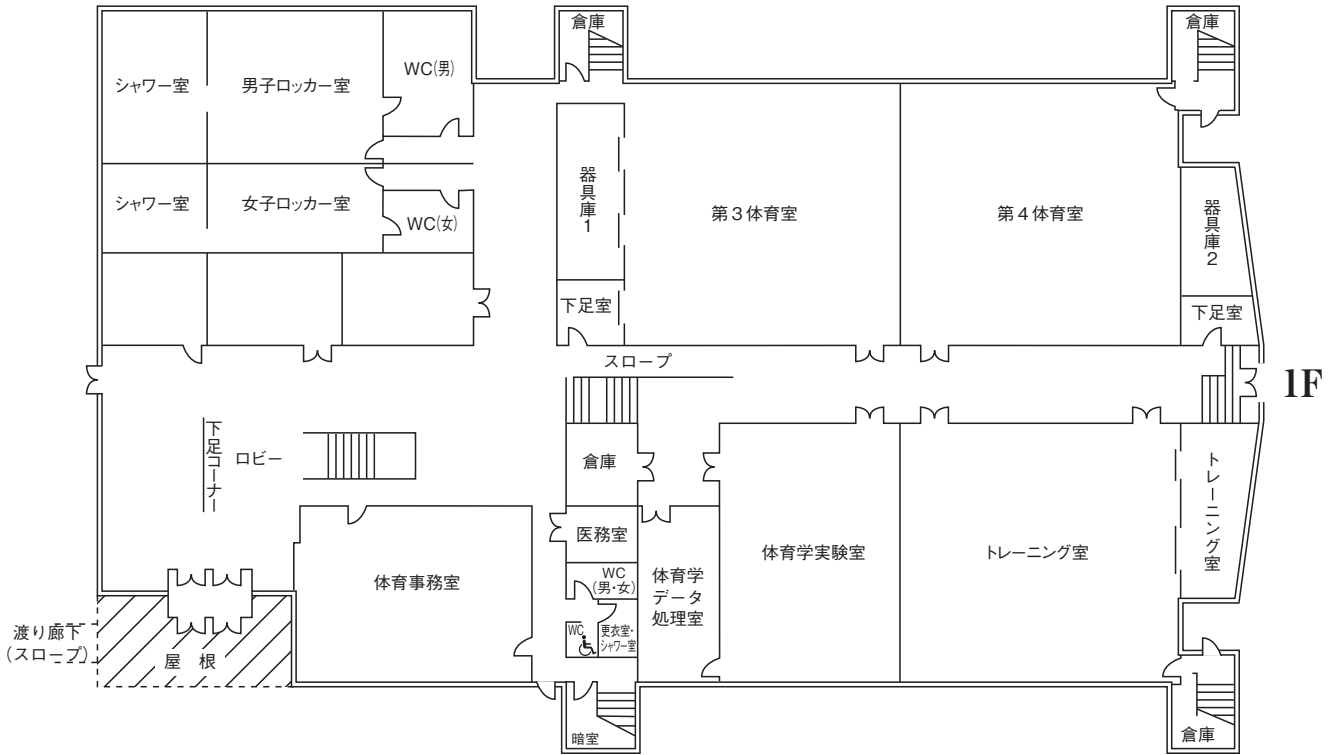 倉庫
倉庫
シャワー室
男子ロッカー室
WC(男)
シャワー室
女子ロッカー室
WC(女)
器具庫1
第3体育室
第4体育室
器具庫2
下足室
下足室
スロープ
1F
下足コーナー
ロビー
倉庫
トレーニング室
医務室
体育学実験室
トレーニング室
体育事務室
WC
(男・女)
体育学
データ
処理室
WC
更衣室・
シャワー室
渡り廊下
(スロープ)
屋根
暗室
倉庫